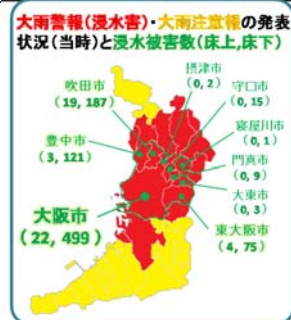 大雨警報(浸水害)・大雨注意報の発表
状況(当時)と浸水被害数(床上,床下)
摂津市
(0, 2)
吹田市
(19, 187)
守口市
(0, 15)
寝屋川市
(0, 1)
豊中市
(3, 121)
門真市
(0, 9)
大東市
(0, 3)
大阪市
(22, 499)
東大阪市
(4, 75)